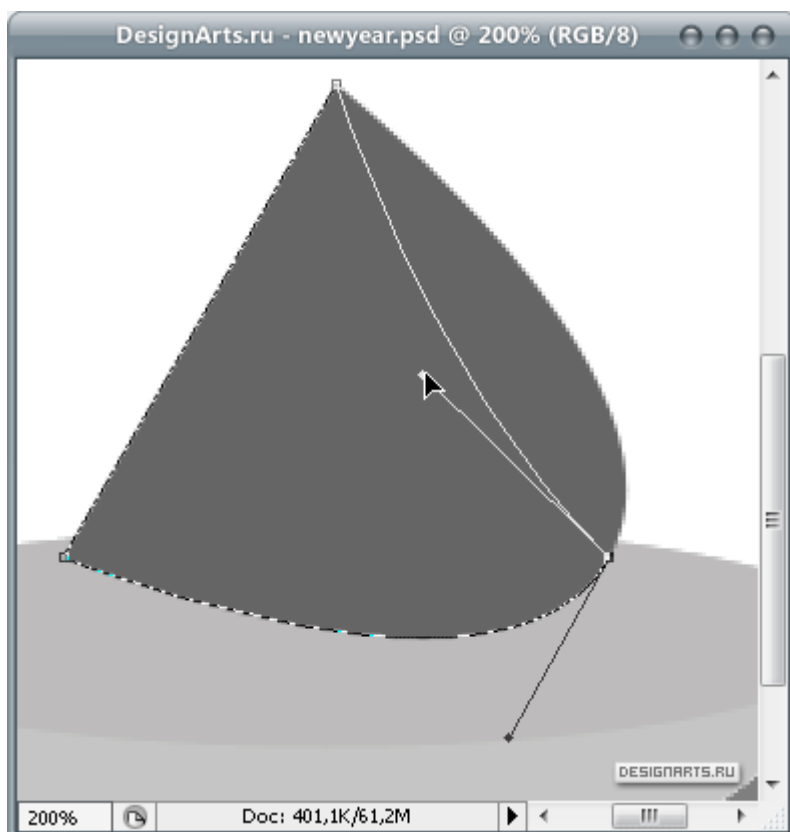 DesignArts.ru - newyear.psd @ 200% (RGB/8)
DESIGNARTS.RU
200%
Doc: 401,1K/61,2M